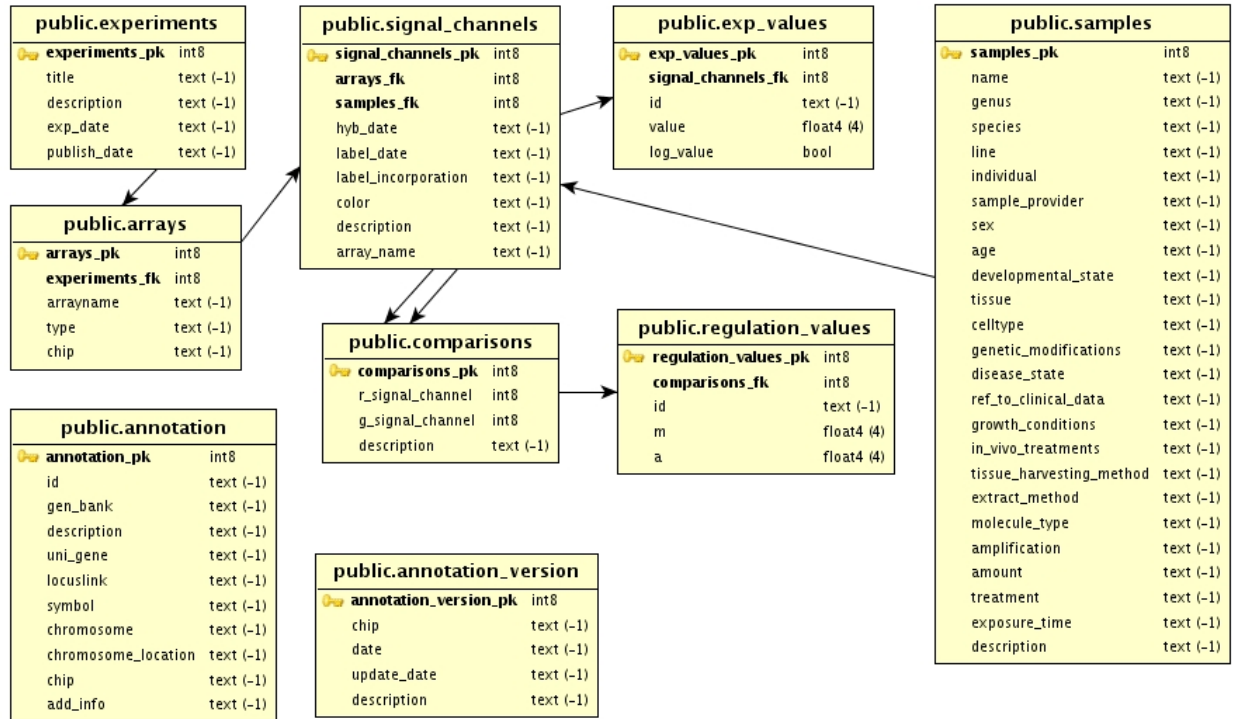 public.experiments
experiments_pk int8
title text (-1)
description text (-1)
exp_date text (-1)
publish_date text (-1)
public.arrays
arrays_pk int8
experiments_fk int8
arrayname text (-1)
type text (-1)
chip text (-1)
public.annotation
annotation_pk int8
id text (-1)
gen_bank text (-1)
description text (-1)
uni_gene text (-1)
locuslink text (-1)
symbol text (-1)
chromosome text (-1)
chromosome_location text (-1)
chip text (-1)
add_info text (-1)
public.signal_channels
signal_channels_pk int8
arrays_fk int8
samples_fk int8
hyb_date text (-1)
label_date text (-1)
label_incorporation text (-1)
color text (-1)
description text (-1)
array_name text (-1)
public.comparisons
comparisons_pk int8
r_signal_channel int8
g_signal_channel int8
description text (-1)
public.annotation_version
annotation_version_pk int8
chip text (-1)
date text (-1)
update_date text (-1)
description text (-1)
public.exp_values
exp_values_pk int8
signal_channels_fk int8
id text (-1)
value float4 (4)
log_value bool
public.regulation_values
regulation_values_pk int8
comparisons_fk int8
id text (-1)
m float4 (4)
a float4 (4)
public.samples
samples_pk int8
name text (-1)
genus text (-1)
species text (-1)
line text (-1)
individual text (-1)
sample_provider text (-1)
sex text (-1)
age text (-1)
developmental_state text (-1)
tissue text (-1)
celltype text (-1)
genetic_modifications text (-1)
disease_state text (-1)
ref_to_clinical_data text (-1)
growth_conditions text (-1)
in_vivo_treatments text (-1)
tissue_harvesting_method text (-1)
extract_method text (-1)
molecule_type text (-1)
amplification text (-1)
amount text (-1)
treatment text (-1)
exposure_time text (-1)
description text (-1)